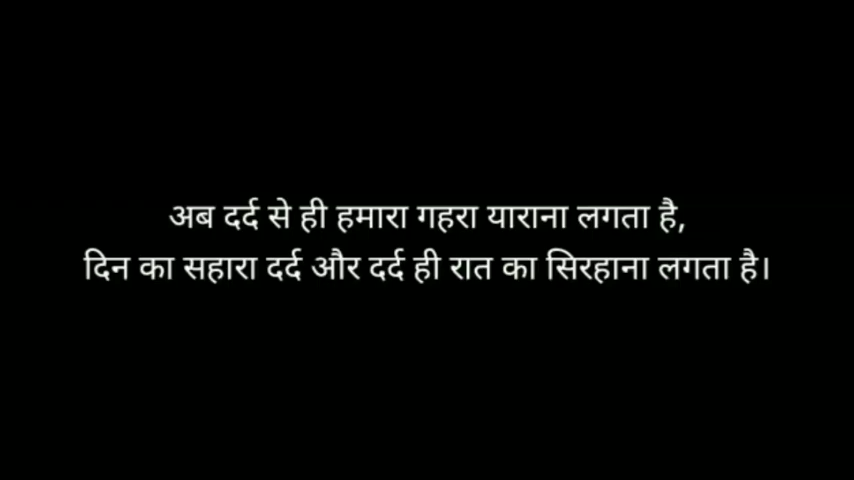 अब दर्द से ही हमारा गहरा याराना लगता है,
दिन का सहारा दर्द और दर्द ही रात का सिरहाना लगता है।